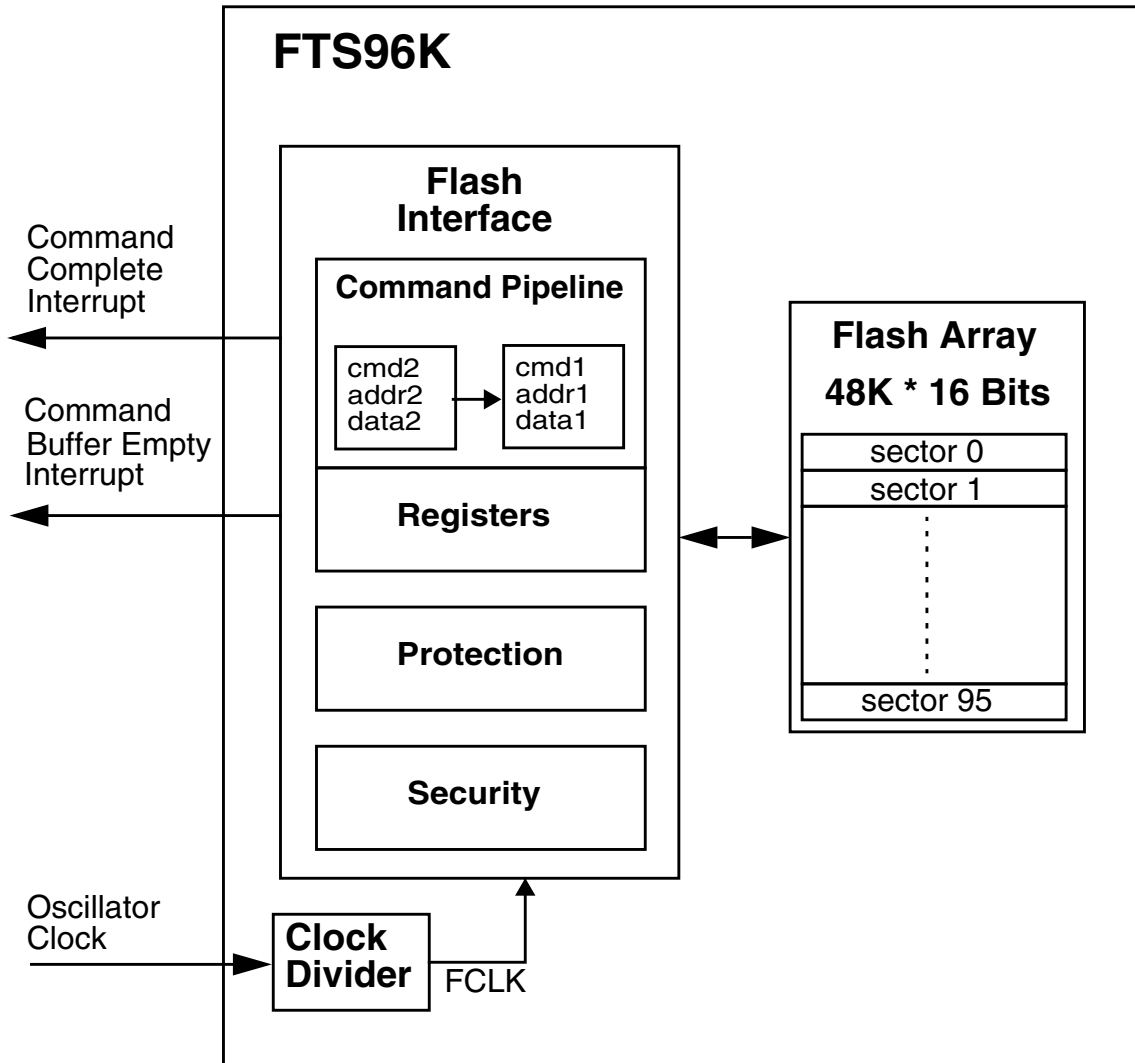 FTS96K
Flash
Interface
Command
Complete
Interrupt
Command Pipeline
cmd2
addr2
data2
cmd1
addr1
data1
Flash Array
48K * 16 Bits
sector 0
sector 1
sector 95
Command
Buffer Empty
Interrupt
Registers
Protection
Security
Oscillator
Clock
Clock
Divider
FCLK